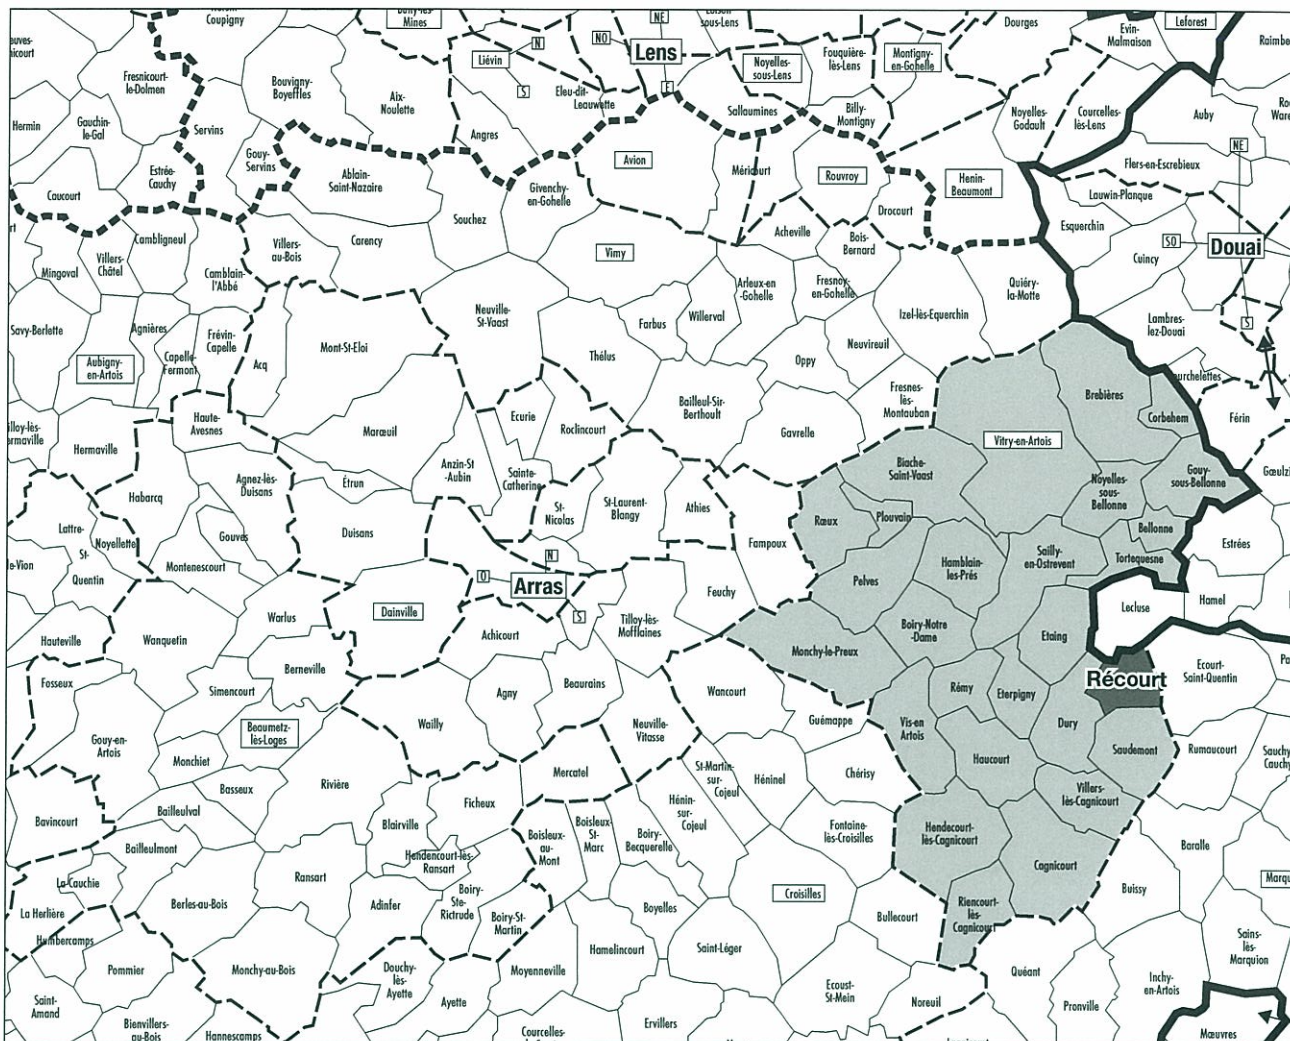 Coupigny
Mines
Liévin
N
NO
NE
Lens
sous-Lens
Dourges
Leforest
Evin-
Malmaison
Fouquière-
lès-Lens
Montigny-
en-Gohelle
Noyelles-
sous-Lens
Fresnicourt-
le-Dolmen
Bouvigny-
Boyeffles
Aix-
Noulette
S
Eleu-dit-
Leauwette
E
Sallaumines
Billy-
Montigny
Noyelles-
Godault
Courcelles-
lès-Lens
Auby
Hermin
Gauchin-
le-Gal
Servins
Angres
NE
Estrée-
Cauchy
Gouy-
Servins
Ablain-
Saint-Nazaire
Avion
Méricourt
Rouvroy
Henin-
Beaumont
Flers-en-Escrebieux
Caucourt
Givenchy-
en-Gohelle
Souchez
Drocourt
Lauwin-Planque
Esquerchin
Cambligneul
Villers-
au-Bois
Carency
Acheville
Bois-
Bernard
SO
Douai
Cuincy
Mingoval
Villers-
Châtel
Vimy
Camblain-
l'Abbé
Arleux-en
-Gohelle
Fresnoy-
en-Gohelle
Quiéry-
la-Motte
Neuville-
St-Vaast
Farbus
Willerval
Izel-lès-Equerchin
Lambres-
lez-Douai
S
Savy-Berlette
Agnières
Frévin-
Capelle
Mont-St-Eloi
Thélus
Oppy
Neuvireuil
Aubigny-
en-Artois
Capelle-
Fermont
Acq
Fresnes-
lès-
Montauban
Brebières
Corbehem
Férin
Haute-
Avesnes
Ecurie
Roclincourt
Bailleul-Sir-
Berthoult
Gavrelle
Vitry-en-Artois
Hermaville
Marœuil
Habarcq
Agnez-lès-
Duisans
Étrun
Anzin-St
-Aubin
Sainte-
Catherine
Biache-
Saint-Vaast
Noyelles-
sous-
Bellonne
Gouy-
sous-Bellonne
St-
Nicolas
St-Laurent-
Blangy
Athies
Rœux
Plouvain
Bellonne
Lattre-
St-
Quentin
Noyellette
Gouves
Duisans
Fampoux
Hamblain-
les-Prés
Sailly-
en-Ostrevent
Tortequesne
Estrées
Montenescourt
N
O
Arras
S
Pelves
Feuchy
Lecluse
Hamel
Dainville
Tilloy-lès-
Mofflaines
Hauteville
Wanquetin
Warlus
Achicourt
Monchy-le-Preux
Boiry-Notre
-Dame
Etaing
Ecourt-
Saint-Quentin
Récourt
Fosseux
Berneville
Simencourt
Agny
Beaurains
Wancourt
Rémy
Eterpigny
Wailly
Neuville-
Vitasse
Guémappe
Vis-en
Artois
Dury
Gouy-en-
Artois
Beaumetz-
lès-Loges
Saudemont
Rumaucourt
Sauchy-
Cauchy
Monchiet
Mercatel
St-Martin-
sur-
Cojeul
Héninel
Chérisy
Haucourt
Basseux
Rivière
Ficheux
Hénin-
sur-
Cojeul
Villers-
lès-Cagnicourt
Bavincourt
Bailleulval
Blairville
Boisleux-
au-
Mont
Boisleux-
St-
Marc
Boiry-
Becquerelle
Fontaine-
lès-Croisilles
Hendecourt-
lès-Cagnicourt
Baralle
Bailleulmont
Hendencourt-lès-
Ransart
Cagnicourt
La-Cauchie
Ransart
Croisilles
Buissy
La Herlière
Berles-au-Bois
Adinfer
Boiry-
Ste-
Rictrude
Boiry-St-
Martin
Boyelles
Bullecourt
Riencourt-
lès-
Cagnicourt
Humbercamps
Hamelincourt
Saint-Léger
Sains-
lès-
Marquion
Pommier
Monchy-au-Bois
Douchy-
lès-
Ayette
Moyenneville
Ecoust-
St-Mein
Quéant
Inchy-
en-Artois
Saint-
Amand
Ayette
Noreuil
Pronville
Bienvillers-
au-Bois
Hannescamps
Courcelles-
Ervillers
Mœuvres